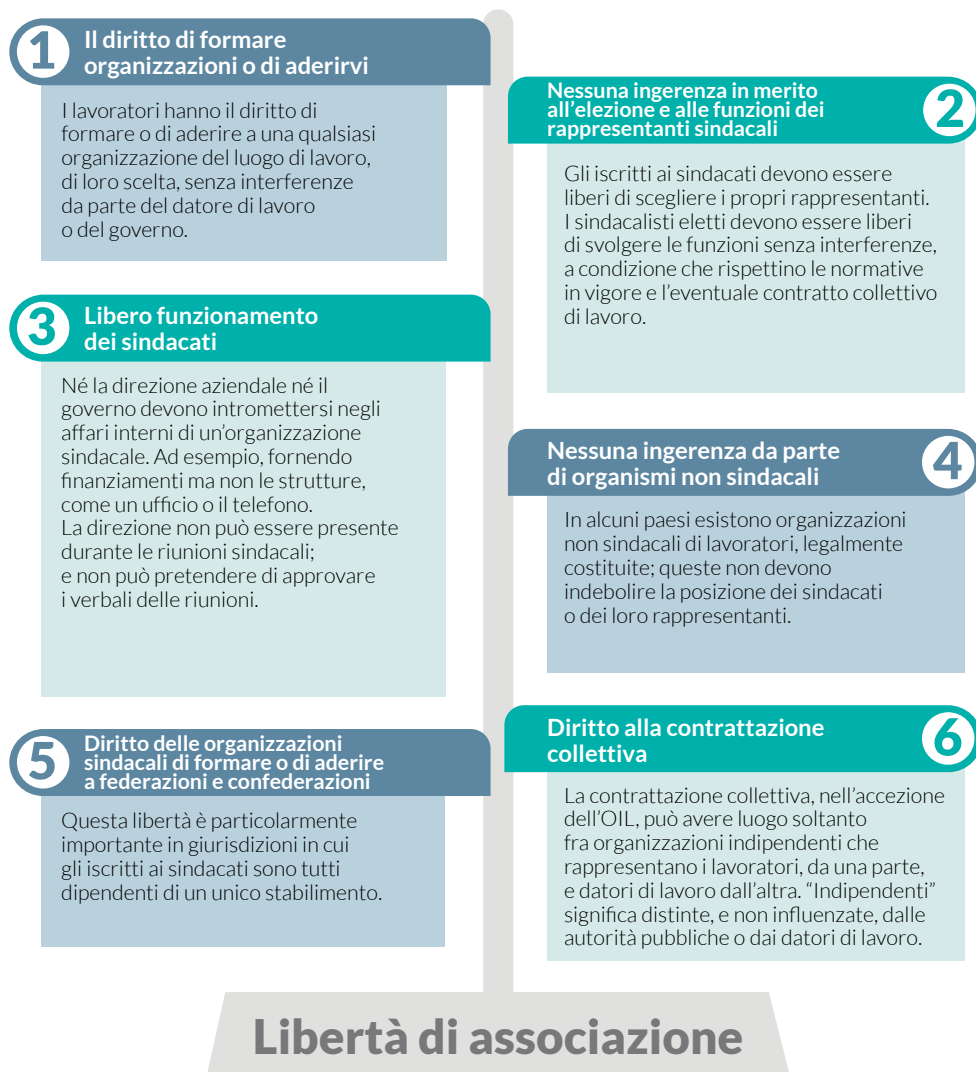 1
Il diritto di formare
organizzazioni o di aderirvi
I lavoratori hanno il diritto di
formare o di aderire a una qualsiasi
organizzazione del luogo di lavoro,
di loro scelta, senza interferenze
da parte del datore di lavoro
o del governo.
Nessuna ingerenza in merito
all'elezione e alle funzioni dei
rappresentanti sindacali
2
Gli iscritti ai sindacati devono essere
liberi di scegliere i propri rappresentanti.
I sindacalisti eletti devono essere liberi
di svolgere le funzioni senza interferenze,
a condizione che rispettino le normative
in vigore e l'eventuale contratto collettivo
di lavoro.
3
Libero funzionamento
dei sindacati
Né la direzione aziendale né il
governo devono intromettersi negli
affari interni di un'organizzazione
sindacale. Ad esempio, fornendo
finanziamenti ma non le strutture,
come un ufficio o il telefono.
La direzione non può essere presente
durante le riunioni sindacali;
e non può pretendere di approvare
i verbali delle riunioni.
Nessuna ingerenza da parte
di organismi non sindacali
4
In alcuni paesi esistono organizzazioni
non sindacali di lavoratori, legalmente
costituite; queste non devono
indebolire la posizione dei sindacati
o dei loro rappresentanti.
5
Diritto delle organizzazioni
sindacali di formare o di aderire
a federazioni e confederazioni
Questa libertà è particolarmente
importante in giurisdizioni in cui
gli iscritti ai sindacati sono tutti
dipendenti di un unico stabilimento.
Diritto alla contrattazione
collettiva
6
La contrattazione collettiva, nell'accezione
dell'OIL, può avere luogo soltanto
fra organizzazioni indipendenti che
rappresentano i lavoratori, da una parte,
e datori di lavoro dall'altra. “Indipendenti”
significa distinte, e non influenzate, dalle
autorità pubbliche o dai datori di lavoro.
Libertà di associazione